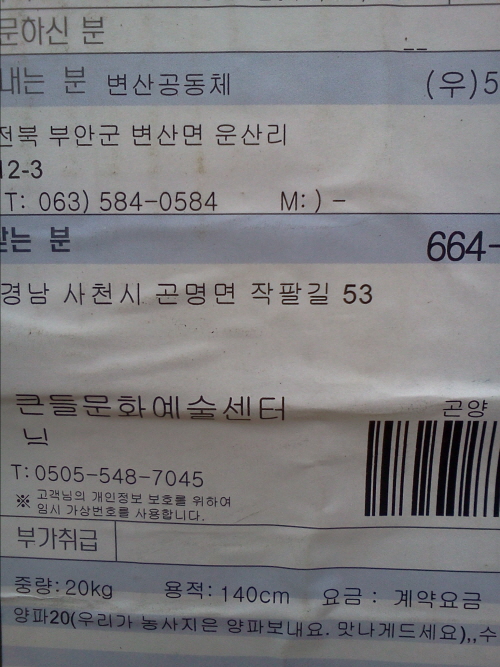 문하신 분
내는 분 변산공동체 (우)5
전북 부안군 변산면 운산리
12-3
T: 063) 584-0584 M: ) -
받는 분 664-
경남 사천시 곤명면 작팔길 53
큰들문화예술센터
님
곤양
T: 0505-548-7045
※ 고객님의 개인정보 보호를 위하여
임시 가상번호를 사용합니다.
부가취급
중량: 20kg 용적: 140cm 요금 : 계약요금
양파20(우리가 농사지은 양파보내요. 맛나게드세요),,수